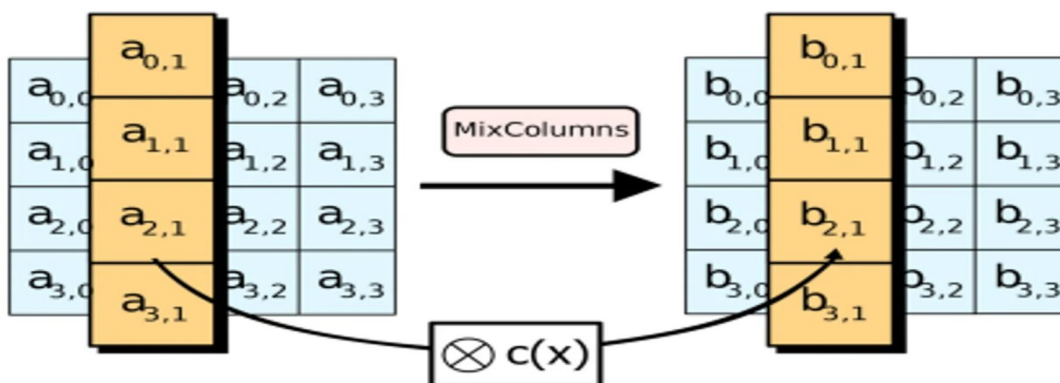 a0,1
a0,0 a0,2 a0,3
a1,1
a1,0 a1,2 a1,3
a2,1
a2,0 a2,2 a2,3
a3,1
a3,0 a3,2 a3,3
MixColumns
⊗ c(x)
b0,1
b0,0 b0,2 b0,3
b1,1
b1,0 b1,2 b1,3
b2,1
b2,0 b2,2 b2,3
b3,1
b3,0 b3,2 b3,3